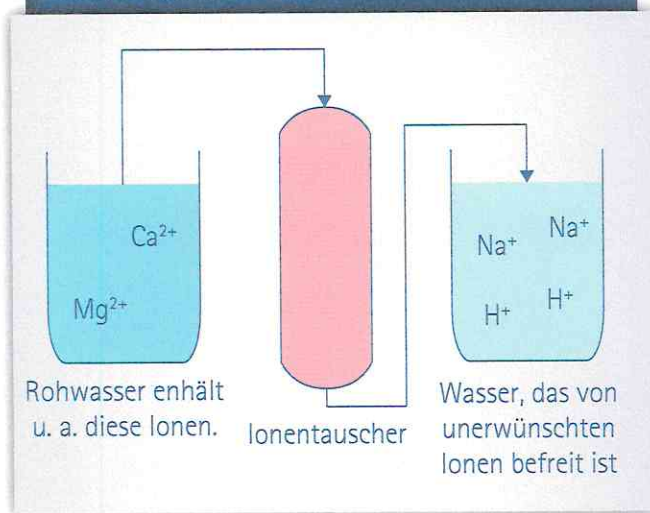 Ca²⁺
Mg²⁺
Na⁺ Na⁺
H⁺ H⁺
Rohwasser enhält
u. a. diese Ionen.
Ionentauscher
Wasser, das von
unerwünschten
Ionen befreit ist